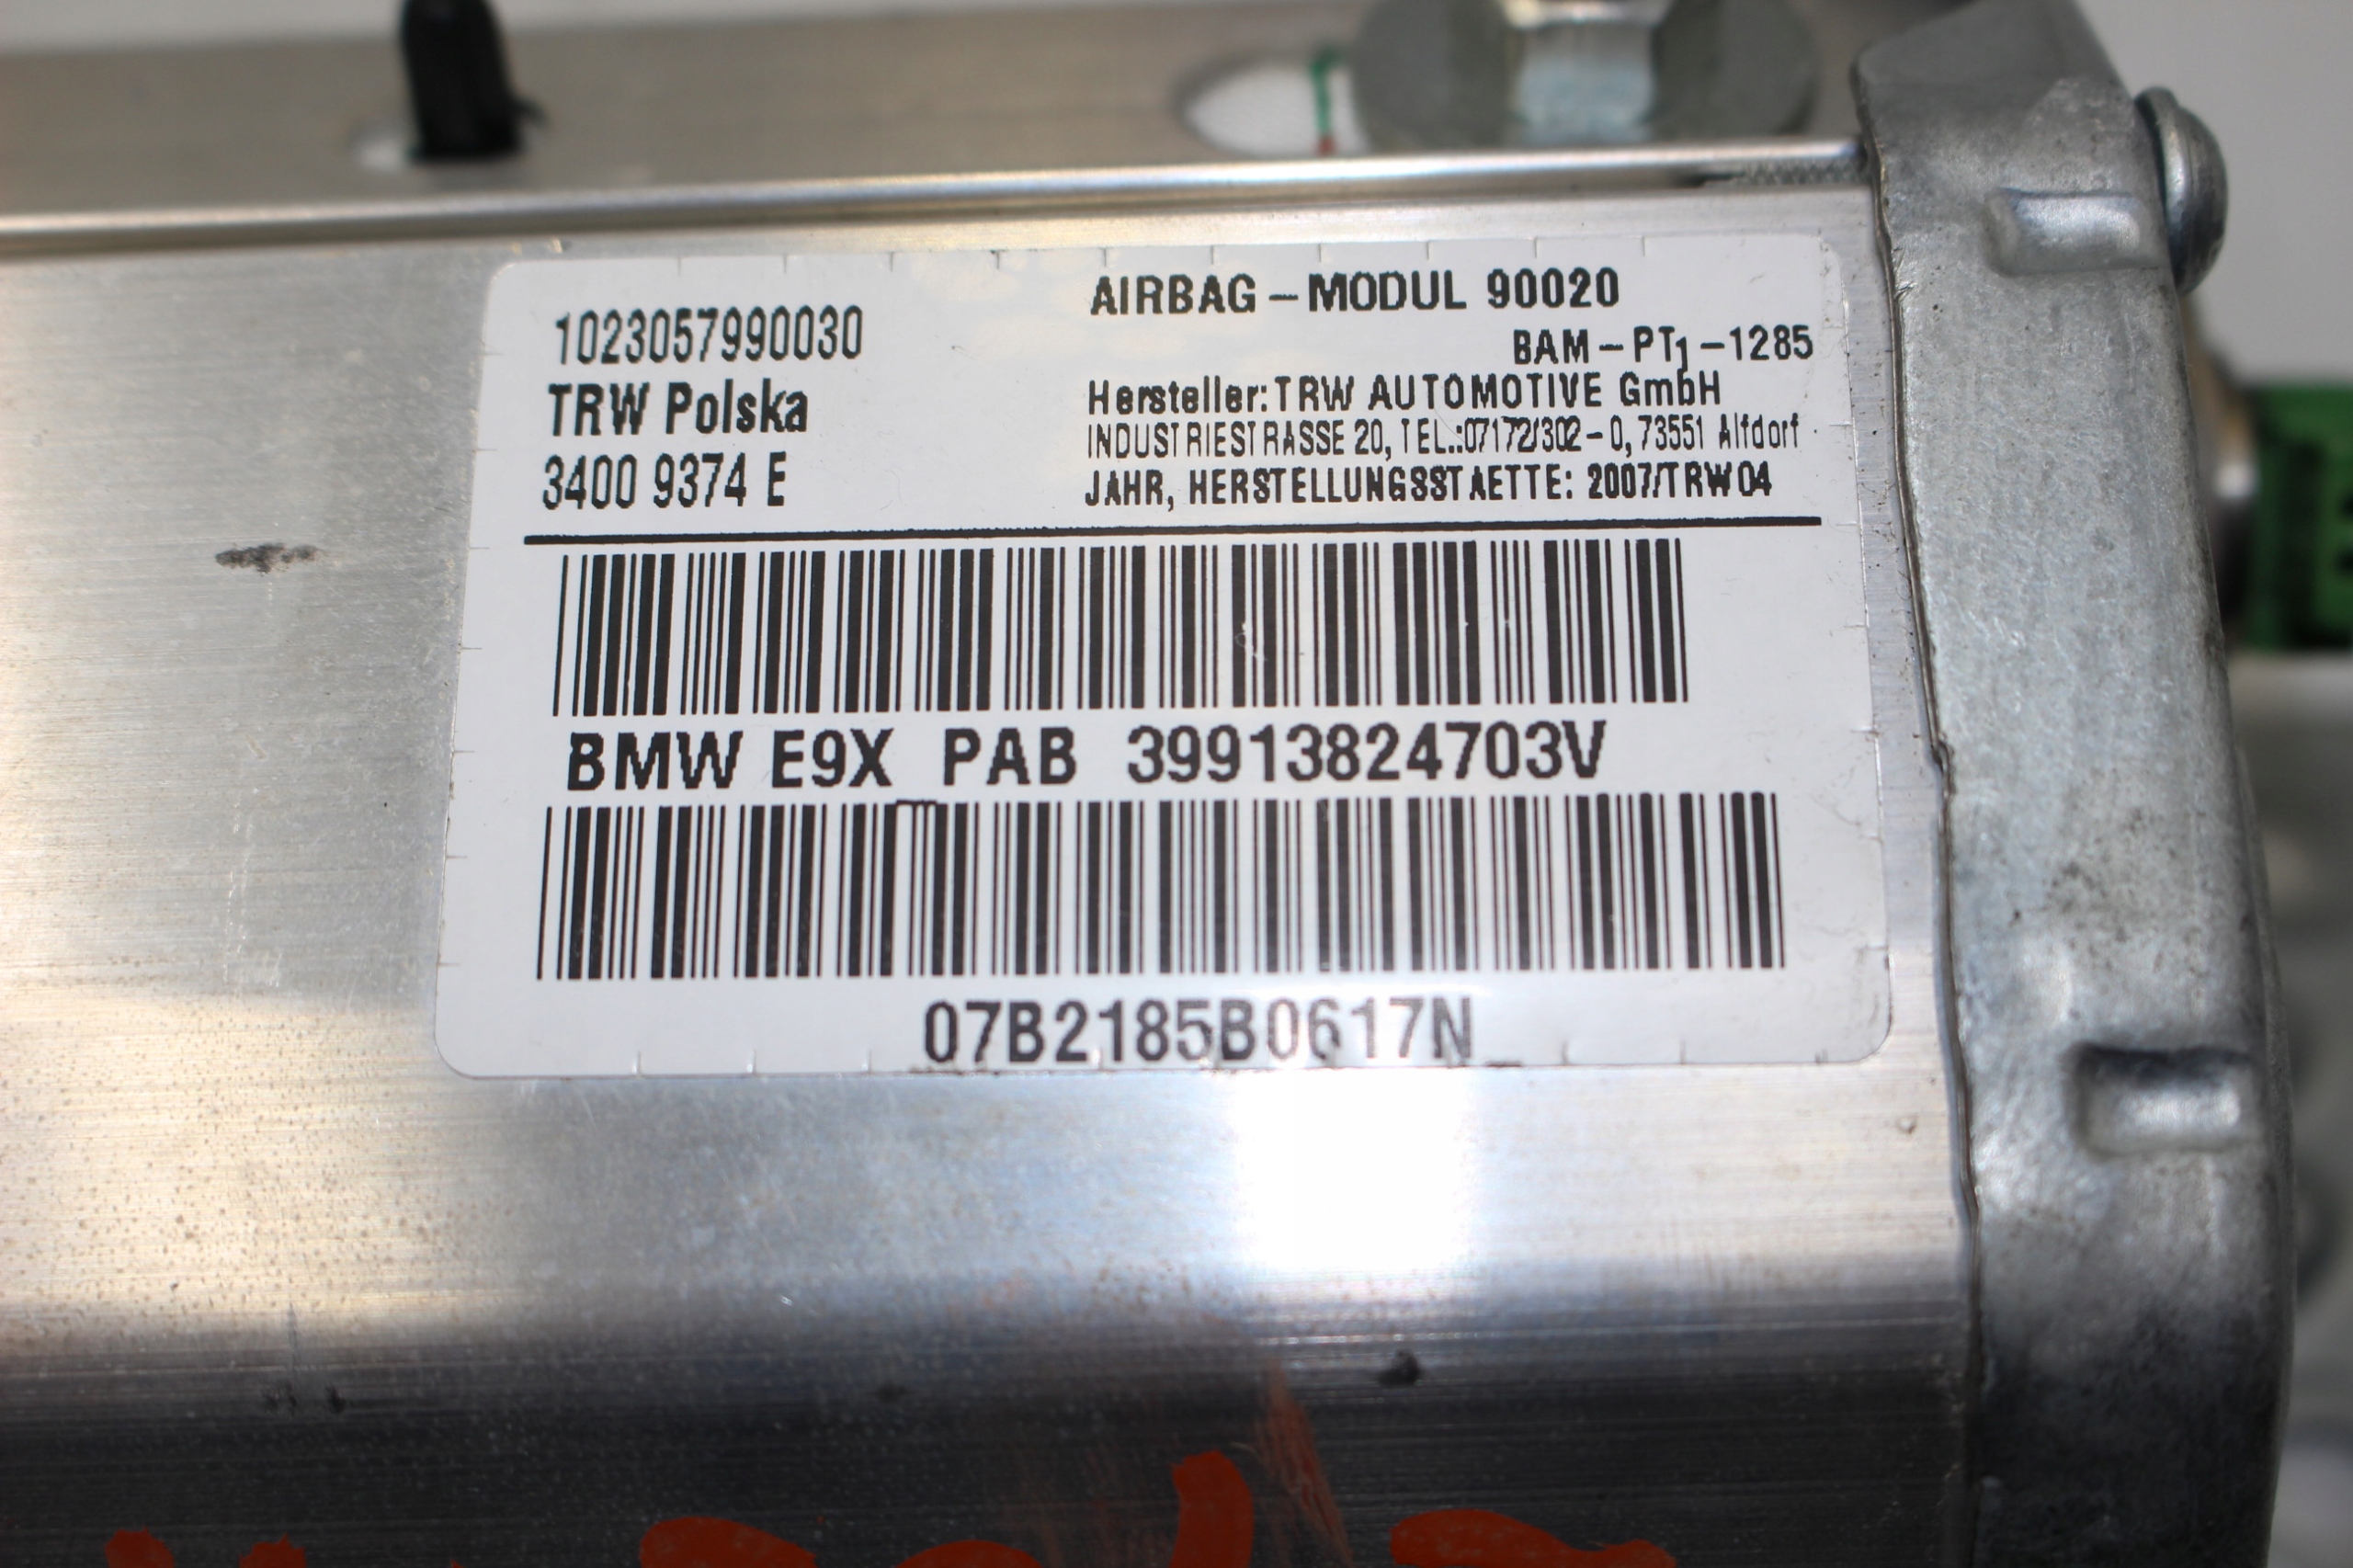 1023057990030
TRW Polska
3400 9374 E
AIRBAG – MODUL 90020
BAM – PT1 – 1285
Hersteller: TRW AUTOMOTIVE GmbH
INDUSTRIESTRASSE 20, TEL.:07172/302 – 0, 73551 Alfdorf
JAHR, HERSTELLUNGSSTAETTE: 2007/TRW04
BMW E9X PAB 39913824703V
07B2185B0617N